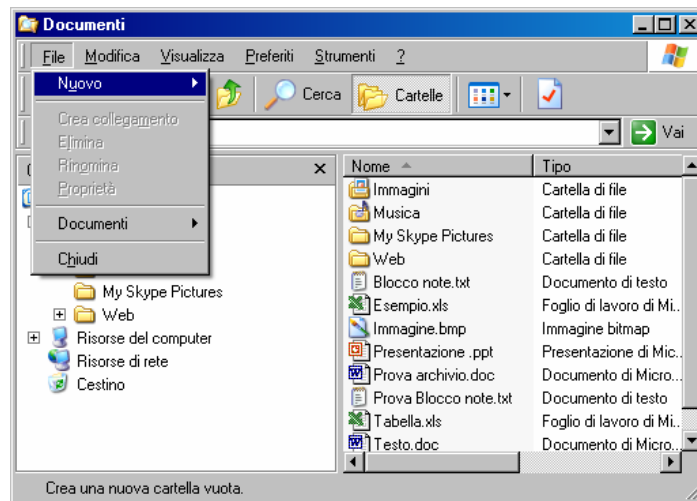 Documenti
File Modifica Visualizza Preferiti Strumenti ?
Nuovo
Cerca Cartelle
Crea collegamento
Vai
Elimina
Rinomina
Proprietà
Documenti
Chiudi
My Skype Pictures
Web
Risorse del computer
Risorse di rete
Cestino
Nome Tipo
Immagini Cartella di file
Musica Cartella di file
My Skype Pictures Cartella di file
Web Cartella di file
Blocco note.txt Documento di testo
Esempio.xls Foglio di lavoro di Mi...
Immagine.bmp Immagine bitmap
Presentazione .ppt Presentazione di Mic...
Prova archivio.doc Documento di Micro...
Prova Blocco note.txt Documento di testo
Tabella.xls Foglio di lavoro di Mi...
Testo.doc Documento di Micro...
Crea una nuova cartella vuota.